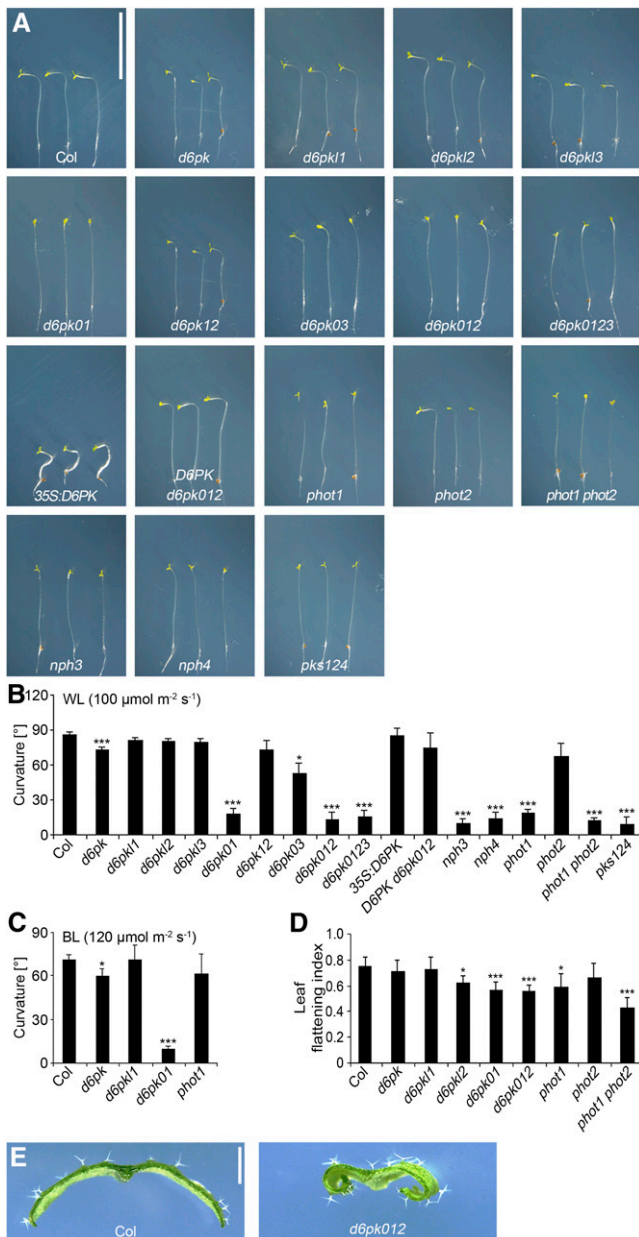 A
Col
d6pk
d6pkl1
d6pkl2
d6pkl3
d6pk01
d6pk12
d6pk03
d6pk012
d6pk0123
35S:D6PK
D6PK
d6pk012
phot1
phot2
phot1 phot2
nph3
nph4
pks124
B
WL (100 µmol m-2 s-1)
Curvature [°]
120
90
60
30
0
***
***
*
***
***
***
***
***
***
***
Col
d6pk
d6pkl1
d6pkl2
d6pkl3
d6pk01
d6pk12
d6pk03
d6pk012
d6pk0123
35S:D6PK
D6PK d6pk012
nph3
nph4
phot1
phot2
phot1 phot2
pks124
C
BL (120 µmol m-2 s-1)
Curvature [°]
90
60
30
0
*
***
Col
d6pk
d6pkl1
d6pk01
phot1
D
Leaf
flattening index
1.0
0.8
0.6
0.4
0.2
0
*
***
***
*
***
Col
d6pk
d6pkl1
d6pkl2
d6pk01
d6pk012
phot1
phot2
phot1 phot2
E
Col
d6pk012